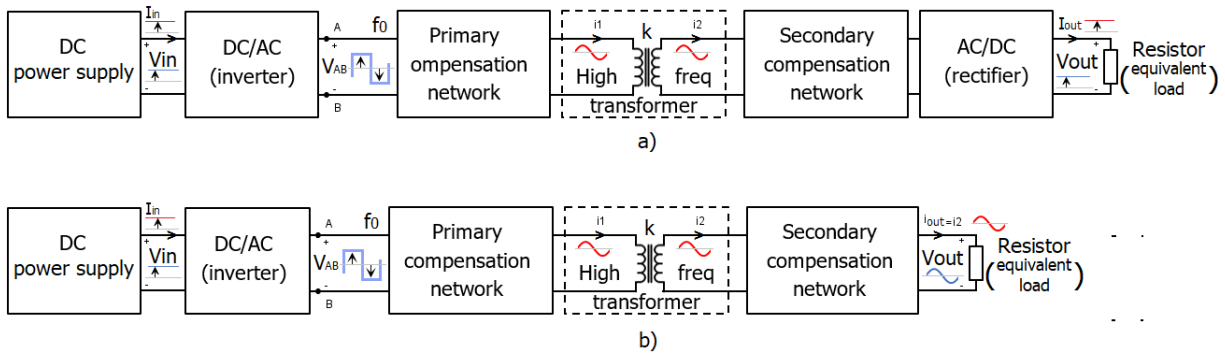 DC
power supply
Iin
+
Vin
-
DC/AC
(inverter)
A
f0
+
VAB
-
B
Primary
ompensation
network
i1
k
i2
High
freq
transformer
Secondary
compensation
network
AC/DC
(rectifier)
Iout
+
Vout
-
Resistor
(equivalent)
load
a)
DC
power supply
Iin
+
Vin
-
DC/AC
(inverter)
A
f0
+
VAB
-
B
Primary
compensation
network
i1
k
i2
High
freq
transformer
Secondary
compensation
network
iout=i2
+
Vout
-
Resistor
(equivalent)
load
b)